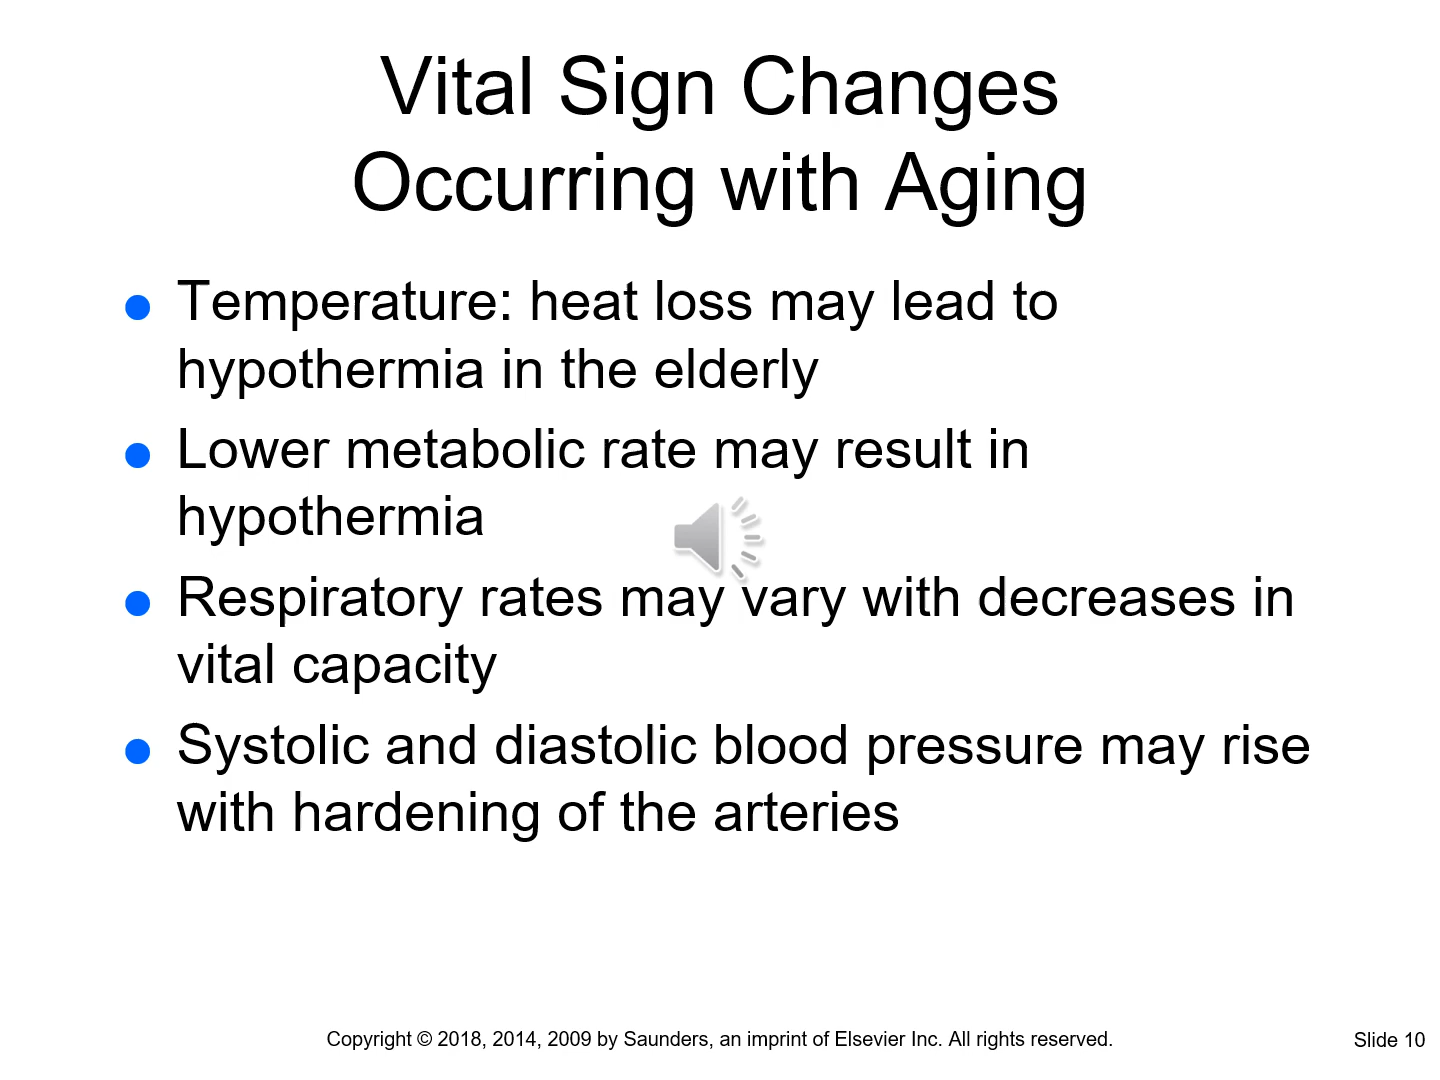 Vital Sign Changes
Occurring with Aging
Temperature: heat loss may lead to
hypothermia in the elderly
Lower metabolic rate may result in
hypothermia
Respiratory rates may vary with decreases in
vital capacity
Systolic and diastolic blood pressure may rise
with hardening of the arteries
Copyright © 2018, 2014, 2009 by Saunders, an imprint of Elsevier Inc. All rights reserved.
Slide 10